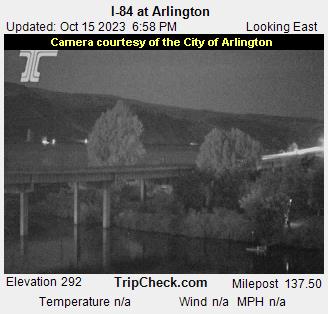 I-84 at Arlington
Updated: Oct 15 2023 6:58 PM Looking East
Camera courtesy of the City of Arlington
Elevation 292 TripCheck.com Milepost 137.50
Temperature n/a Wind n/a MPH n/a